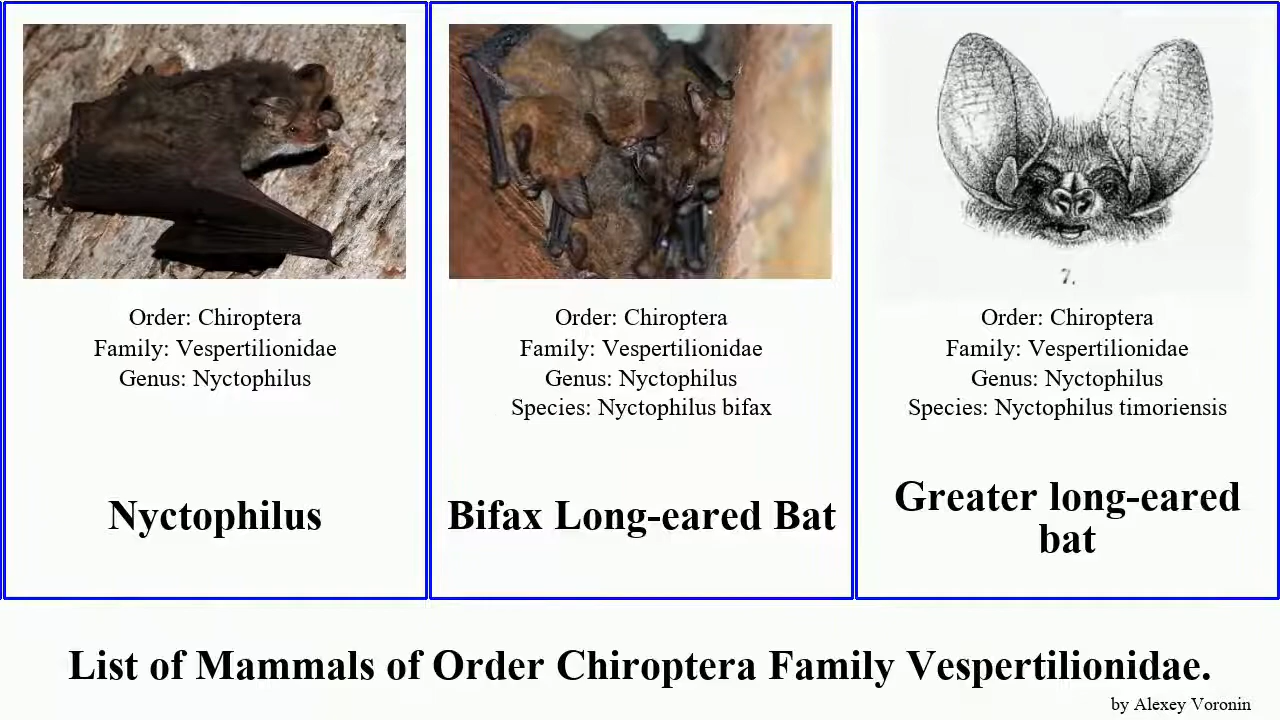 7.
Order: Chiroptera
Family: Vespertilionidae
Genus: Nyctophilus
Nyctophilus
Order: Chiroptera
Family: Vespertilionidae
Genus: Nyctophilus
Species: Nyctophilus bifax
Bifax Long-eared Bat
Order: Chiroptera
Family: Vespertilionidae
Genus: Nyctophilus
Species: Nyctophilus timoriensis
Greater long-eared
bat
List of Mammals of Order Chiroptera Family Vespertilionidae.
by Alexey Voronin